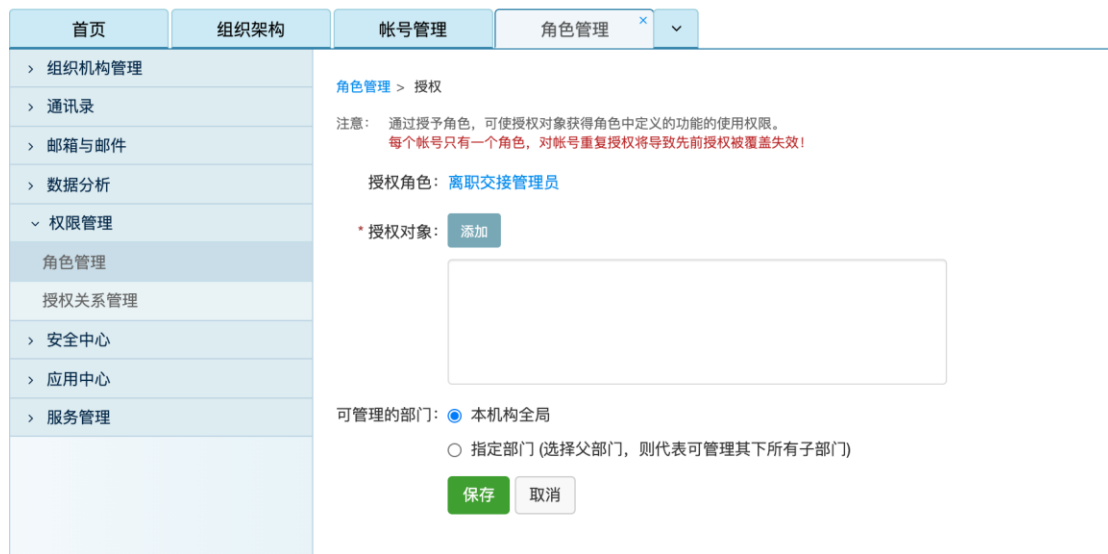 首页
组织架构
帐号管理
角色管理
组织机构管理
通讯录
邮箱与邮件
数据分析
权限管理
角色管理
授权关系管理
安全中心
应用中心
服务管理
角色管理 > 授权
注意： 通过授予角色，可使授权对象获得角色中定义的功能的使用权限。
每个帐号只有一个角色，对帐号重复授权将导致先前授权被覆盖失效！
授权角色： 离职交接管理员
* 授权对象： 添加
可管理的部门： 本机构全局
指定部门 (选择父部门，则代表可管理其下所有子部门)
保存 取消